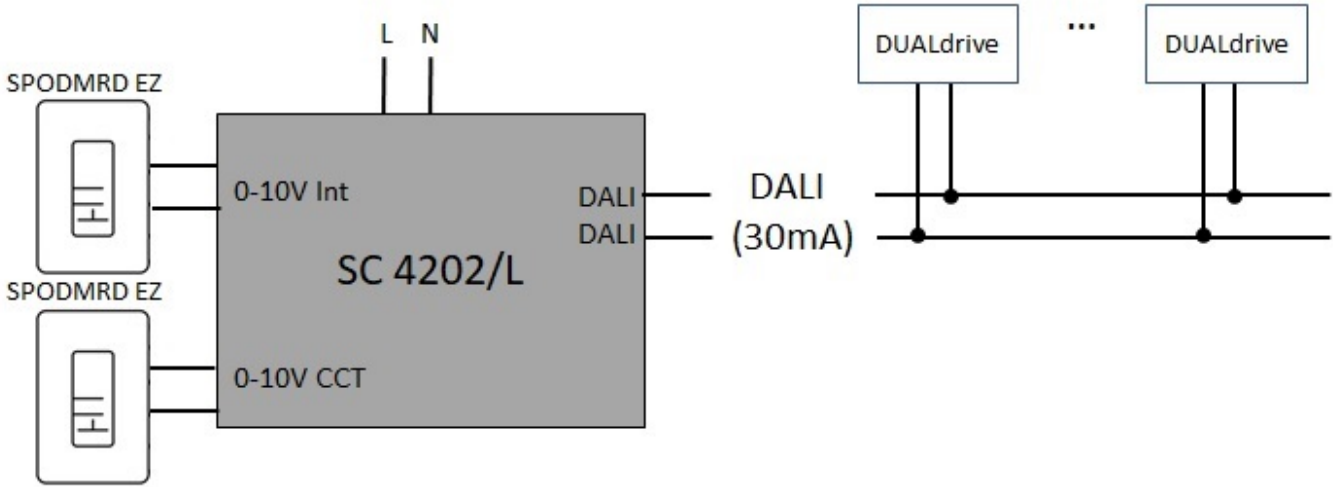 L N
DUALdrive ... DUALdrive
SPODMRD EZ
0-10V Int
DALI
DALI
DALI
(30mA)
SC 4202/L
SPODMRD EZ
0-10V CCT